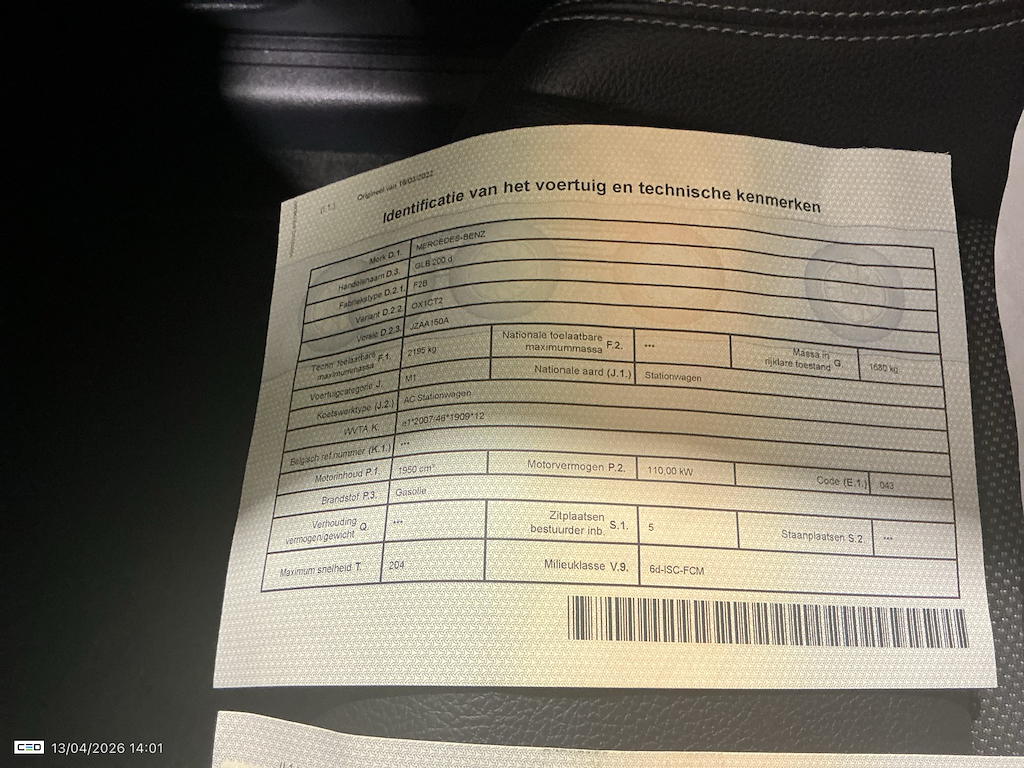 (I.1.)
Origineel van 16/03/2022
Identificatie van het voertuig en technische kenmerken
Merk D.1. MERCEDES-BENZ
Handelsnaam D.3. GLB 200 d
Fabriekstype D.2.1. F2B
Variant D.2.2. OX1CT2
Versie D.2.3. JZAA150A
Techn. toelaatbare maximummassa F.1. 2195 kg Nationale toelaatbare maximummassa F.2. *** Massa in rijklare toestand G. 1680 kg
Voertuigcategorie J. M1 Nationale aard (J.1.) Stationwagen
Koetswerktype (J.2.) AC Stationwagen
WVTA K. e1*2007/46*1909*12
Belgisch ref.nummer (K.1.) ***
Motorinhoud P.1. 1950 cm³ Motorvermogen P.2. 110,00 kW Code (E.1.) 043
Brandstof P.3. Gasolie
Verhouding vermogen/gewicht Q. *** Zitplaatsen bestuurder inb. S.1. 5 Staanplaatsen S.2. ***
Maximum snelheid T. 204 Milieuklasse V.9. 6d-ISC-FCM
13/04/2026 14:01